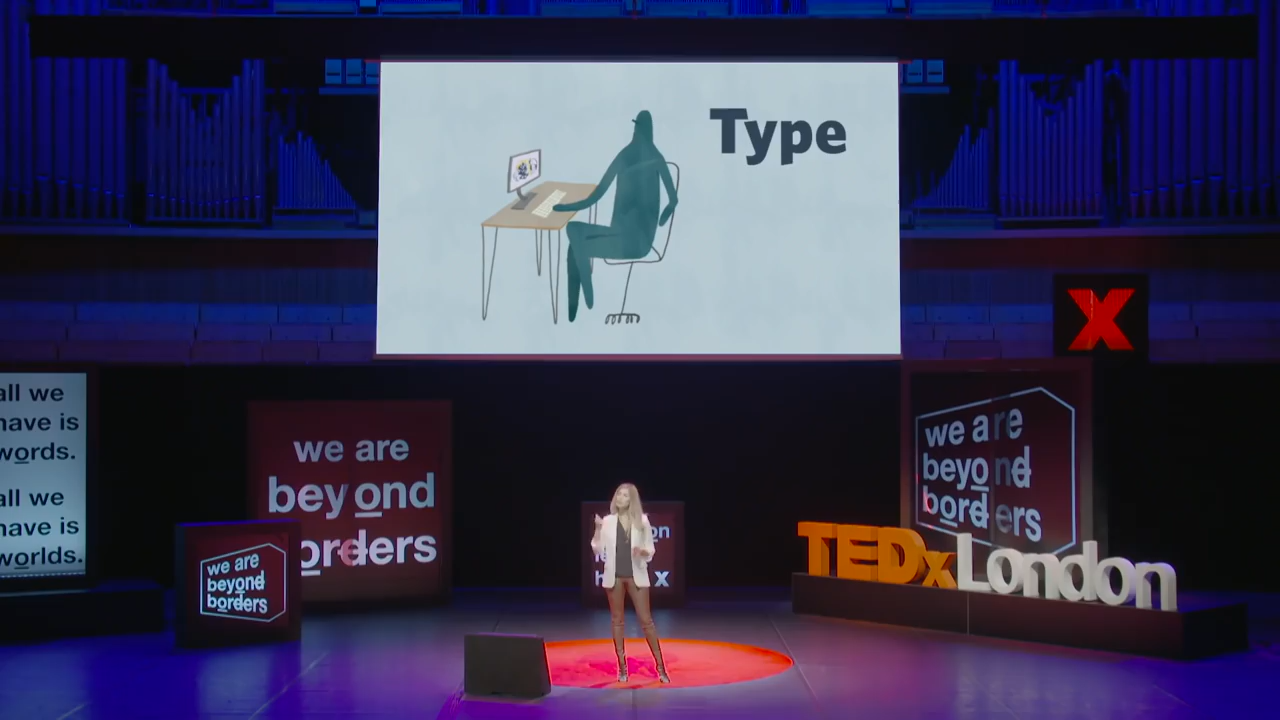 Type
X
all we
have is
words.
all we
have is
worlds.
we are
beyond
borders
we are
beyond
borders
we are
beyond
borders
x
TEDxLondon